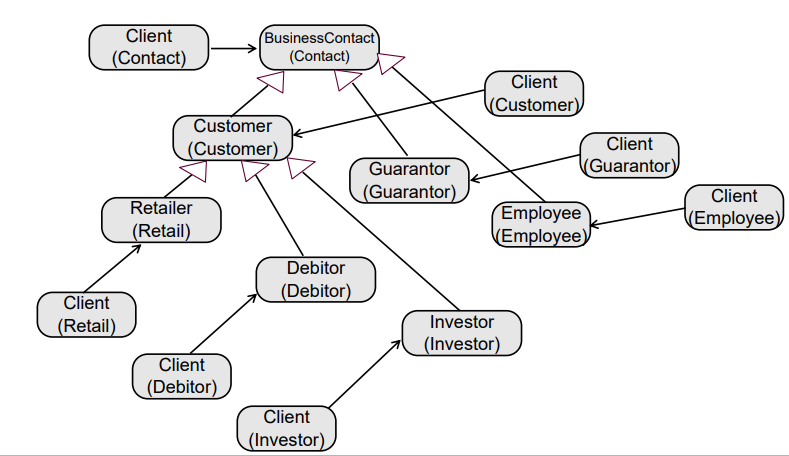 Client
(Contact)
BusinessContact
(Contact)
Client
(Customer)
Customer
(Customer)
Client
(Guarantor)
Guarantor
(Guarantor)
Client
(Employee)
Employee
(Employee)
Retailer
(Retail)
Debitor
(Debitor)
Client
(Retail)
Investor
(Investor)
Client
(Debitor)
Client
(Investor)